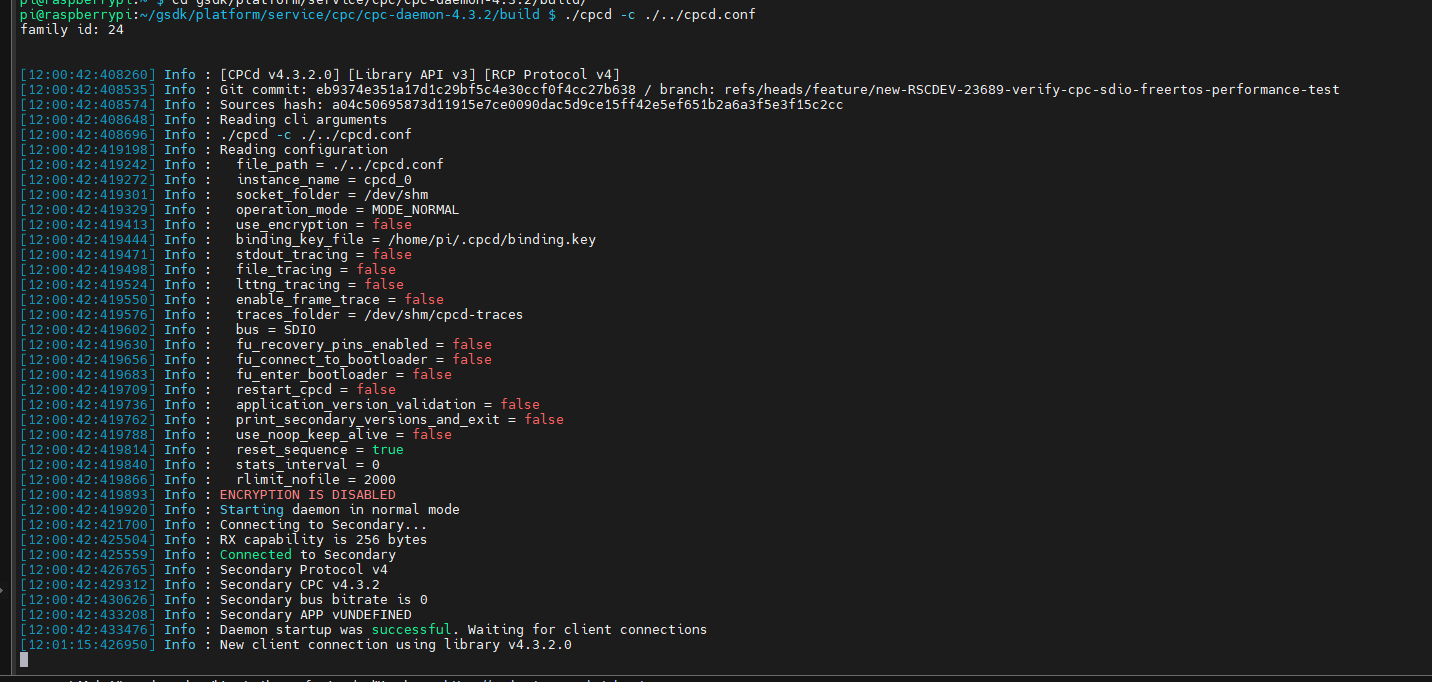 pi@raspberrypi:~ $ cd gsdk/platform/service/cpc/cpc-daemon-4.3.2/build/
pi@raspberrypi:~/gsdk/platform/service/cpc/cpc-daemon-4.3.2/build $ ./cpcd -c ./../cpcd.conf
family id: 24
[12:00:42:408260] Info : [CPCd v4.3.2.0] [Library API v3] [RCP Protocol v4]
[12:00:42:408535] Info : Git commit: eb9374e351a17d1c29bf5c4e30ccf0f4cc27b638 / branch: refs/heads/feature/new-RSCDEV-23689-verify-cpc-sdio-freertos-performance-test
[12:00:42:408574] Info : Sources hash: a04c50695873d11915e7ce0090dac5d9ce15ff42e5ef651b2a6a3f5e3f15c2cc
[12:00:42:408648] Info : Reading cli arguments
[12:00:42:408696] Info : ./cpcd -c ./../cpcd.conf
[12:00:42:419198] Info : Reading configuration
[12:00:42:419242] Info :   file_path = ./../cpcd.conf
[12:00:42:419272] Info :   instance_name = cpcd_0
[12:00:42:419301] Info :   socket_folder = /dev/shm
[12:00:42:419329] Info :   operation_mode = MODE_NORMAL
[12:00:42:419413] Info :   use_encryption = false
[12:00:42:419444] Info :   binding_key_file = /home/pi/.cpcd/binding.key
[12:00:42:419471] Info :   stdout_tracing = false
[12:00:42:419498] Info :   file_tracing = false
[12:00:42:419524] Info :   lttng_tracing = false
[12:00:42:419550] Info :   enable_frame_trace = false
[12:00:42:419576] Info :   traces_folder = /dev/shm/cpcd-traces
[12:00:42:419602] Info :   bus = SDIO
[12:00:42:419630] Info :   fu_recovery_pins_enabled = false
[12:00:42:419656] Info :   fu_connect_to_bootloader = false
[12:00:42:419683] Info :   fu_enter_bootloader = false
[12:00:42:419709] Info :   restart_cpcd = false
[12:00:42:419736] Info :   application_version_validation = false
[12:00:42:419762] Info :   print_secondary_versions_and_exit = false
[12:00:42:419788] Info :   use_noop_keep_alive = false
[12:00:42:419814] Info :   reset_sequence = true
[12:00:42:419840] Info :   stats_interval = 0
[12:00:42:419866] Info :   rlimit_nofile = 2000
[12:00:42:419893] Info : ENCRYPTION IS DISABLED
[12:00:42:419920] Info : Starting daemon in normal mode
[12:00:42:421700] Info : Connecting to Secondary...
[12:00:42:425504] Info : RX capability is 256 bytes
[12:00:42:425559] Info : Connected to Secondary
[12:00:42:426765] Info : Secondary Protocol v4
[12:00:42:429312] Info : Secondary CPC v4.3.2
[12:00:42:430626] Info : Secondary bus bitrate is 0
[12:00:42:433208] Info : Secondary APP vUNDEFINED
[12:00:42:433476] Info : Daemon startup was successful. Waiting for client connections
[12:01:15:426950] Info : New client connection using library v4.3.2.0